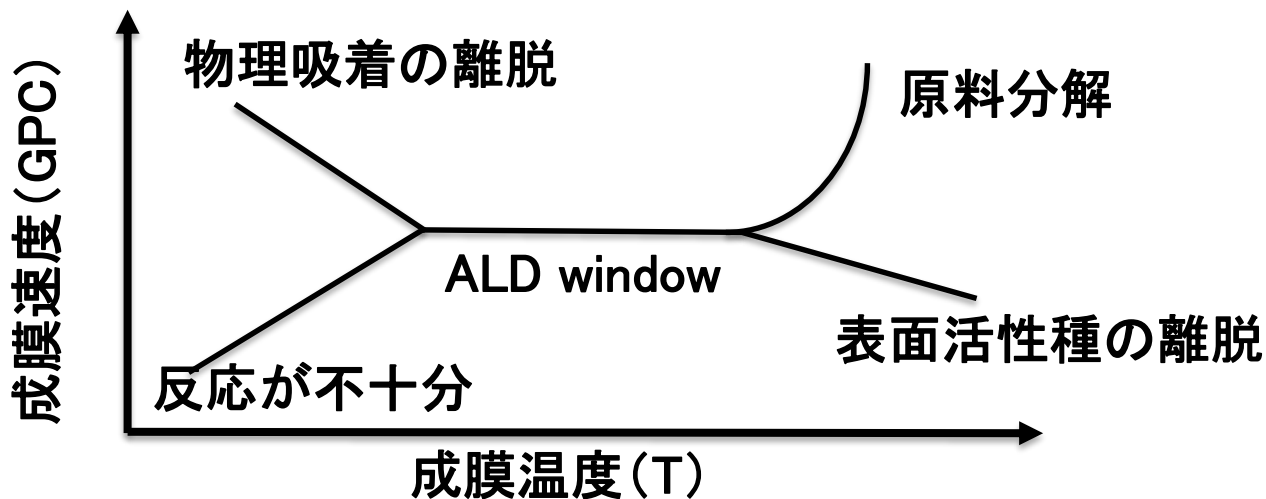 物理吸着の離脱
原料分解
成膜速度(GPC)
ALD window
表面活性種の離脱
反応が不十分
成膜温度(T)